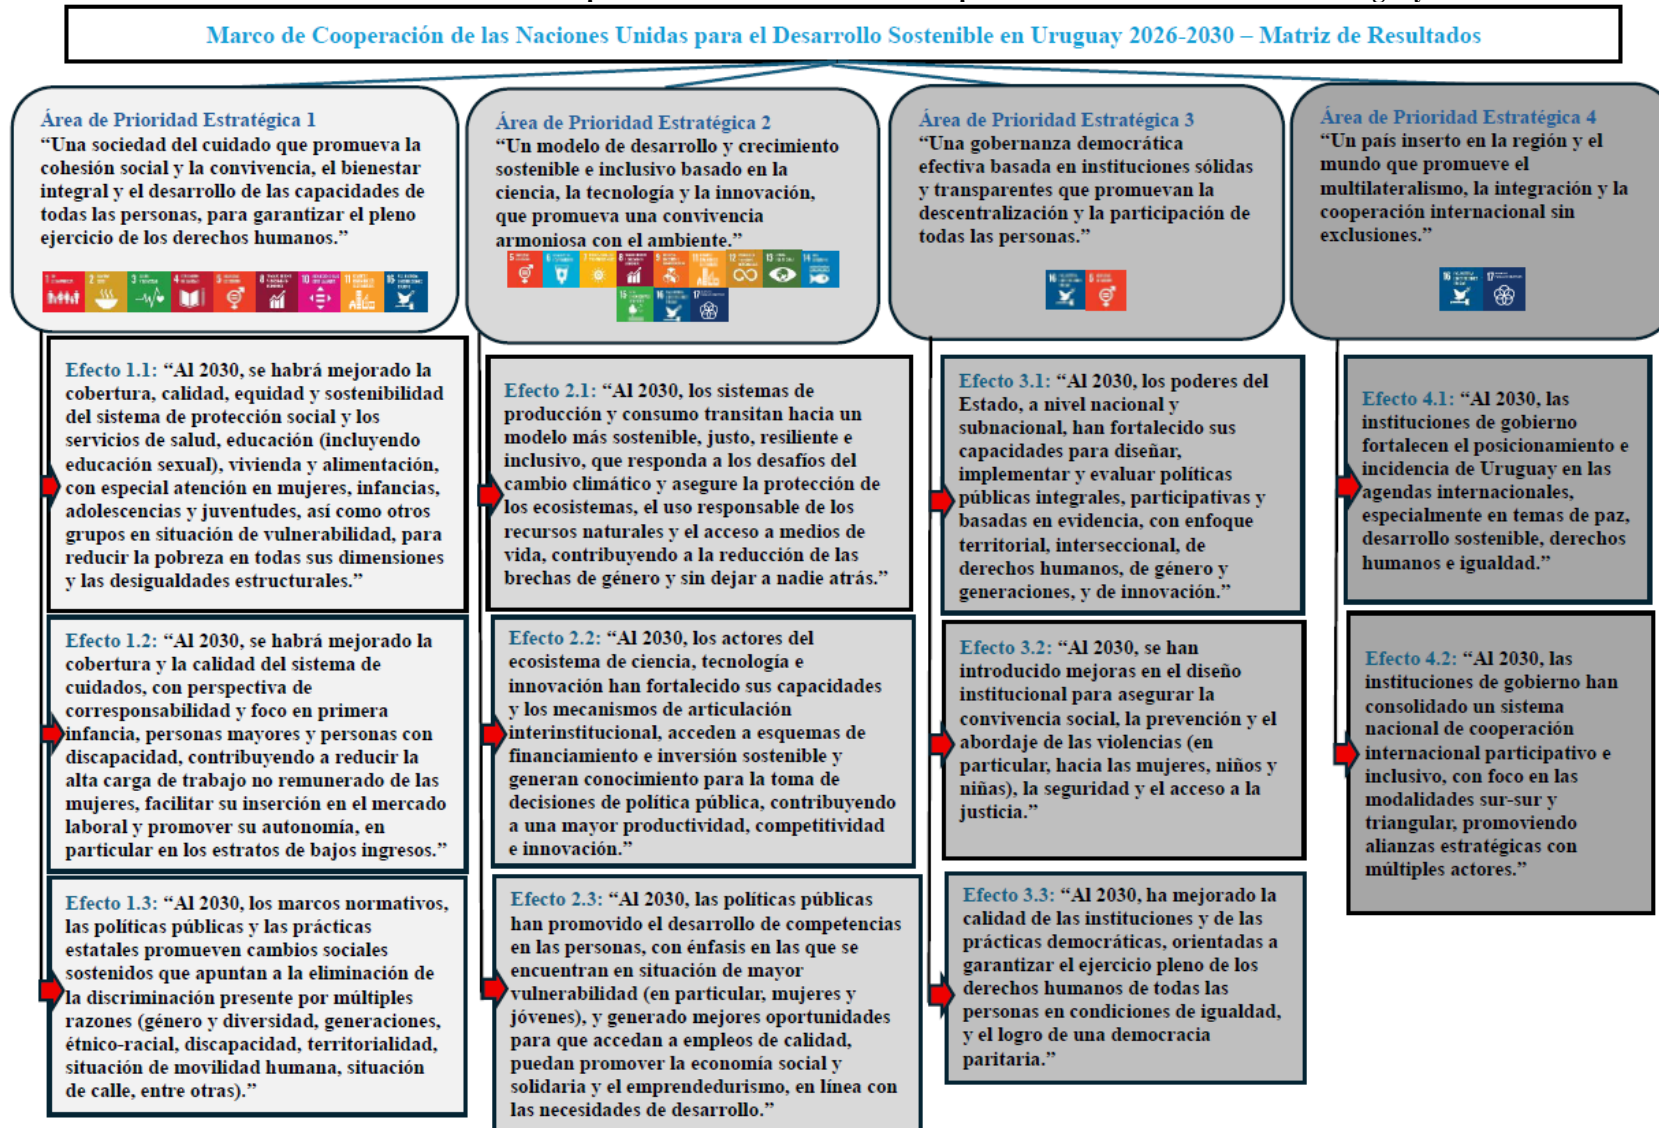 Marco de Cooperación de las Naciones Unidas para el Desarrollo Sostenible en Uruguay 2026-2030 – Matriz de Resultados
Área de Prioridad Estratégica 1
“Una sociedad del cuidado que promueva la
cohesión social y la convivencia, el bienestar
integral y el desarrollo de las capacidades de
todas las personas, para garantizar el pleno
ejercicio de los derechos humanos.”
1
2
3
4
5
8
10
11
16
Efecto 1.1: “Al 2030, se habrá mejorado la
cobertura, calidad, equidad y sostenibilidad
del sistema de protección social y los
servicios de salud, educación (incluyendo
educación sexual), vivienda y alimentación,
con especial atención en mujeres, infancias,
adolescencias y juventudes, así como otros
grupos en situación de vulnerabilidad, para
reducir la pobreza en todas sus dimensiones
y las desigualdades estructurales.”
Efecto 1.2: “Al 2030, se habrá mejorado la
cobertura y la calidad del sistema de
cuidados, con perspectiva de
corresponsabilidad y foco en primera
infancia, personas mayores y personas con
discapacidad, contribuyendo a reducir la
alta carga de trabajo no remunerado de las
mujeres, facilitar su inserción en el mercado
laboral y promover su autonomía, en
particular en los estratos de bajos ingresos.”
Efecto 1.3: “Al 2030, los marcos normativos,
las políticas públicas y las prácticas
estatales promueven cambios sociales
sostenidos que apuntan a la eliminación de
la discriminación presente por múltiples
razones (género y diversidad, generaciones,
étnico-racial, discapacidad, territorialidad,
situación de movilidad humana, situación
de calle, entre otras).”
Área de Prioridad Estratégica 2
“Un modelo de desarrollo y crecimiento
sostenible e inclusivo basado en la
ciencia, la tecnología y la innovación,
que promueva una convivencia
armoniosa con el ambiente.”
5
6
7
8
9
11
12
13
14
15
16
17
Efecto 2.1: “Al 2030, los sistemas de
producción y consumo transitan hacia un
modelo más sostenible, justo, resiliente e
inclusivo, que responda a los desafíos del
cambio climático y asegure la protección de
los ecosistemas, el uso responsable de los
recursos naturales y el acceso a medios de
vida, contribuyendo a la reducción de las
brechas de género y sin dejar a nadie atrás.”
Efecto 2.2: “Al 2030, los actores del
ecosistema de ciencia, tecnología e
innovación han fortalecido sus capacidades
y los mecanismos de articulación
interinstitucional, acceden a esquemas de
financiamiento e inversión sostenible y
generan conocimiento para la toma de
decisiones de política pública, contribuyendo
a una mayor productividad, competitividad
e innovación.”
Efecto 2.3: “Al 2030, las políticas públicas
han promovido el desarrollo de competencias
en las personas, con énfasis en las que se
encuentran en situación de mayor
vulnerabilidad (en particular, mujeres y
jóvenes), y generado mejores oportunidades
para que accedan a empleos de calidad,
puedan promover la economía social y
solidaria y el emprendedurismo, en línea con
las necesidades de desarrollo.”
Área de Prioridad Estratégica 3
“Una gobernanza democrática
efectiva basada en instituciones sólidas
y transparentes que promuevan la
descentralización y la participación de
todas las personas.”
16
5
Efecto 3.1: “Al 2030, los poderes del
Estado, a nivel nacional y
subnacional, han fortalecido sus
capacidades para diseñar,
implementar y evaluar políticas
públicas integrales, participativas y
basadas en evidencia, con enfoque
territorial, interseccional, de
derechos humanos, de género y
generaciones, y de innovación.”
Efecto 3.2: “Al 2030, se han
introducido mejoras en el diseño
institucional para asegurar la
convivencia social, la prevención y el
abordaje de las violencias (en
particular, hacia las mujeres, niños y
niñas), la seguridad y el acceso a la
justicia.”
Efecto 3.3: “Al 2030, ha mejorado la
calidad de las instituciones y de las
prácticas democráticas, orientadas a
garantizar el ejercicio pleno de los
derechos humanos de todas las
personas en condiciones de igualdad,
y el logro de una democracia
paritaria.”
Área de Prioridad Estratégica 4
“Un país inserto en la región y el
mundo que promueve el
multilateralismo, la integración y la
cooperación internacional sin
exclusiones.”
16
17
Efecto 4.1: “Al 2030, las
instituciones de gobierno
fortalecen el posicionamiento e
incidencia de Uruguay en las
agendas internacionales,
especialmente en temas de paz,
desarrollo sostenible, derechos
humanos e igualdad.”
Efecto 4.2: “Al 2030, las
instituciones de gobierno han
consolidado un sistema
nacional de cooperación
internacional participativo e
inclusivo, con foco en las
modalidades sur-sur y
triangular, promoviendo
alianzas estratégicas con
múltiples actores.”